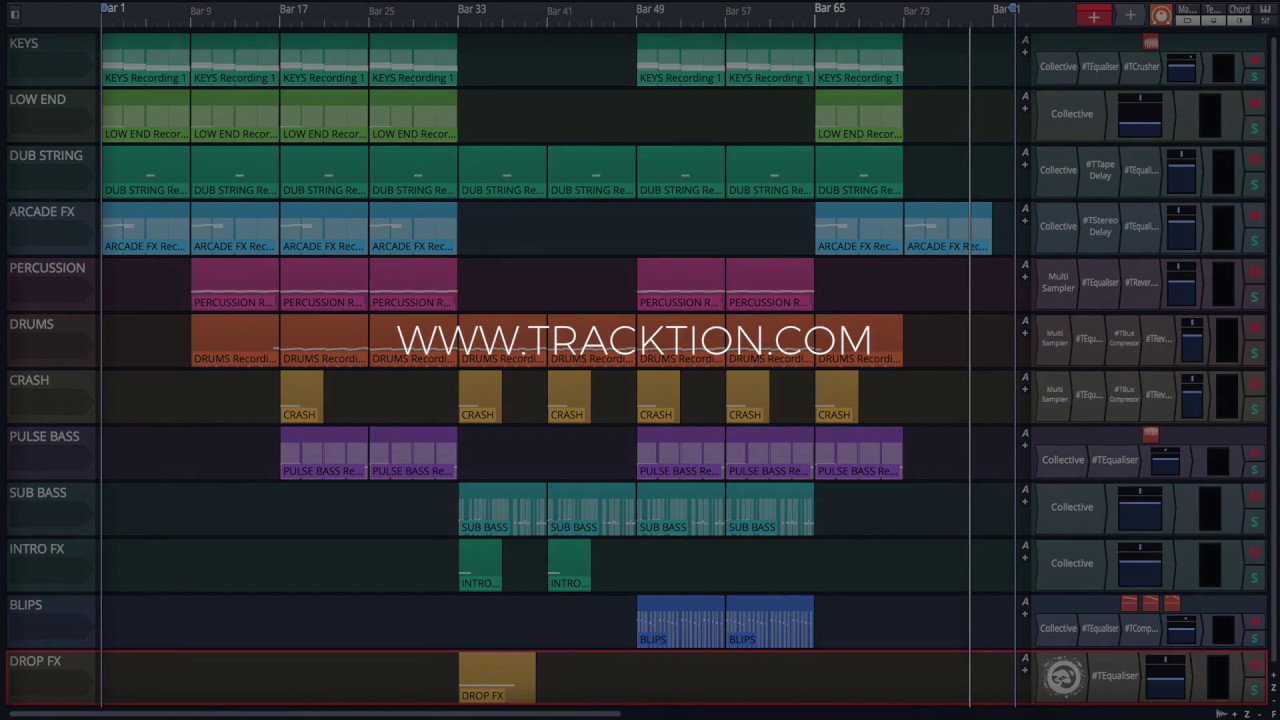 Bar 1 Bar 9 Bar 17 Bar 25 Bar 33 Bar 41 Bar 49 Bar 57 Bar 65 Bar 73 Ma... Te... Chord
KEYS
KEYS Recording 1 KEYS Recording 1 KEYS Recording 1 KEYS Recording 1 KEYS Recording 1 KEYS Recording 1 KEYS Recording 1
A
Collective #TEqualiser #TCrusher M S
LOW END
LOW END Recor... LOW END Recor... LOW END Recor... LOW END Recor... LOW END Recor...
A
Collective M S
DUB STRING
DUB STRING Re... DUB STRING Re... DUB STRING Re... DUB STRING Re... DUB STRING Re... DUB STRING Re... DUB STRING Re... DUB STRING Re... DUB STRING Re...
A
Collective #TTape Delay #TEquali... M S
ARCADE FX
ARCADE FX Rec... ARCADE FX Rec... ARCADE FX Rec... ARCADE FX Rec... ARCADE FX Rec... ARCADE FX Rec...
A
Collective #TStereo Delay #TEquali... M S
PERCUSSION
PERCUSSION R... PERCUSSION R... PERCUSSION R... PERCUSSION R... PERCUSSION R...
A
Multi Sampler #TEqualiser #TRever... M S
WWW.TRACKTION.COM
DRUMS
DRUMS Recordi... DRUMS Recordi... DRUMS Recordi... DRUMS Recordi... DRUMS Recordi... DRUMS Recordi... DRUMS Recordi... DRUMS Recordi...
A
Multi Sampler #TEqu... #TBus Compressor #TRev... M S
CRASH
CRASH CRASH CRASH CRASH CRASH CRASH
A
Multi Sampler #TEqu... #TBus Compressor #TRev... M S
PULSE BASS
PULSE BASS Re... PULSE BASS Re... PULSE BASS Re... PULSE BASS Re... PULSE BASS Re...
A
Collective #TEqualiser M S
SUB BASS
SUB BASS SUB BASS SUB BASS SUB BASS
A
Collective M S
INTRO FX
INTRO... INTRO...
A
Collective M S
BLIPS
BLIPS BLIPS
A
Collective #TEqualiser #TComp... M S
DROP FX
DROP FX
A
#TEqualiser M S
Z
Z F